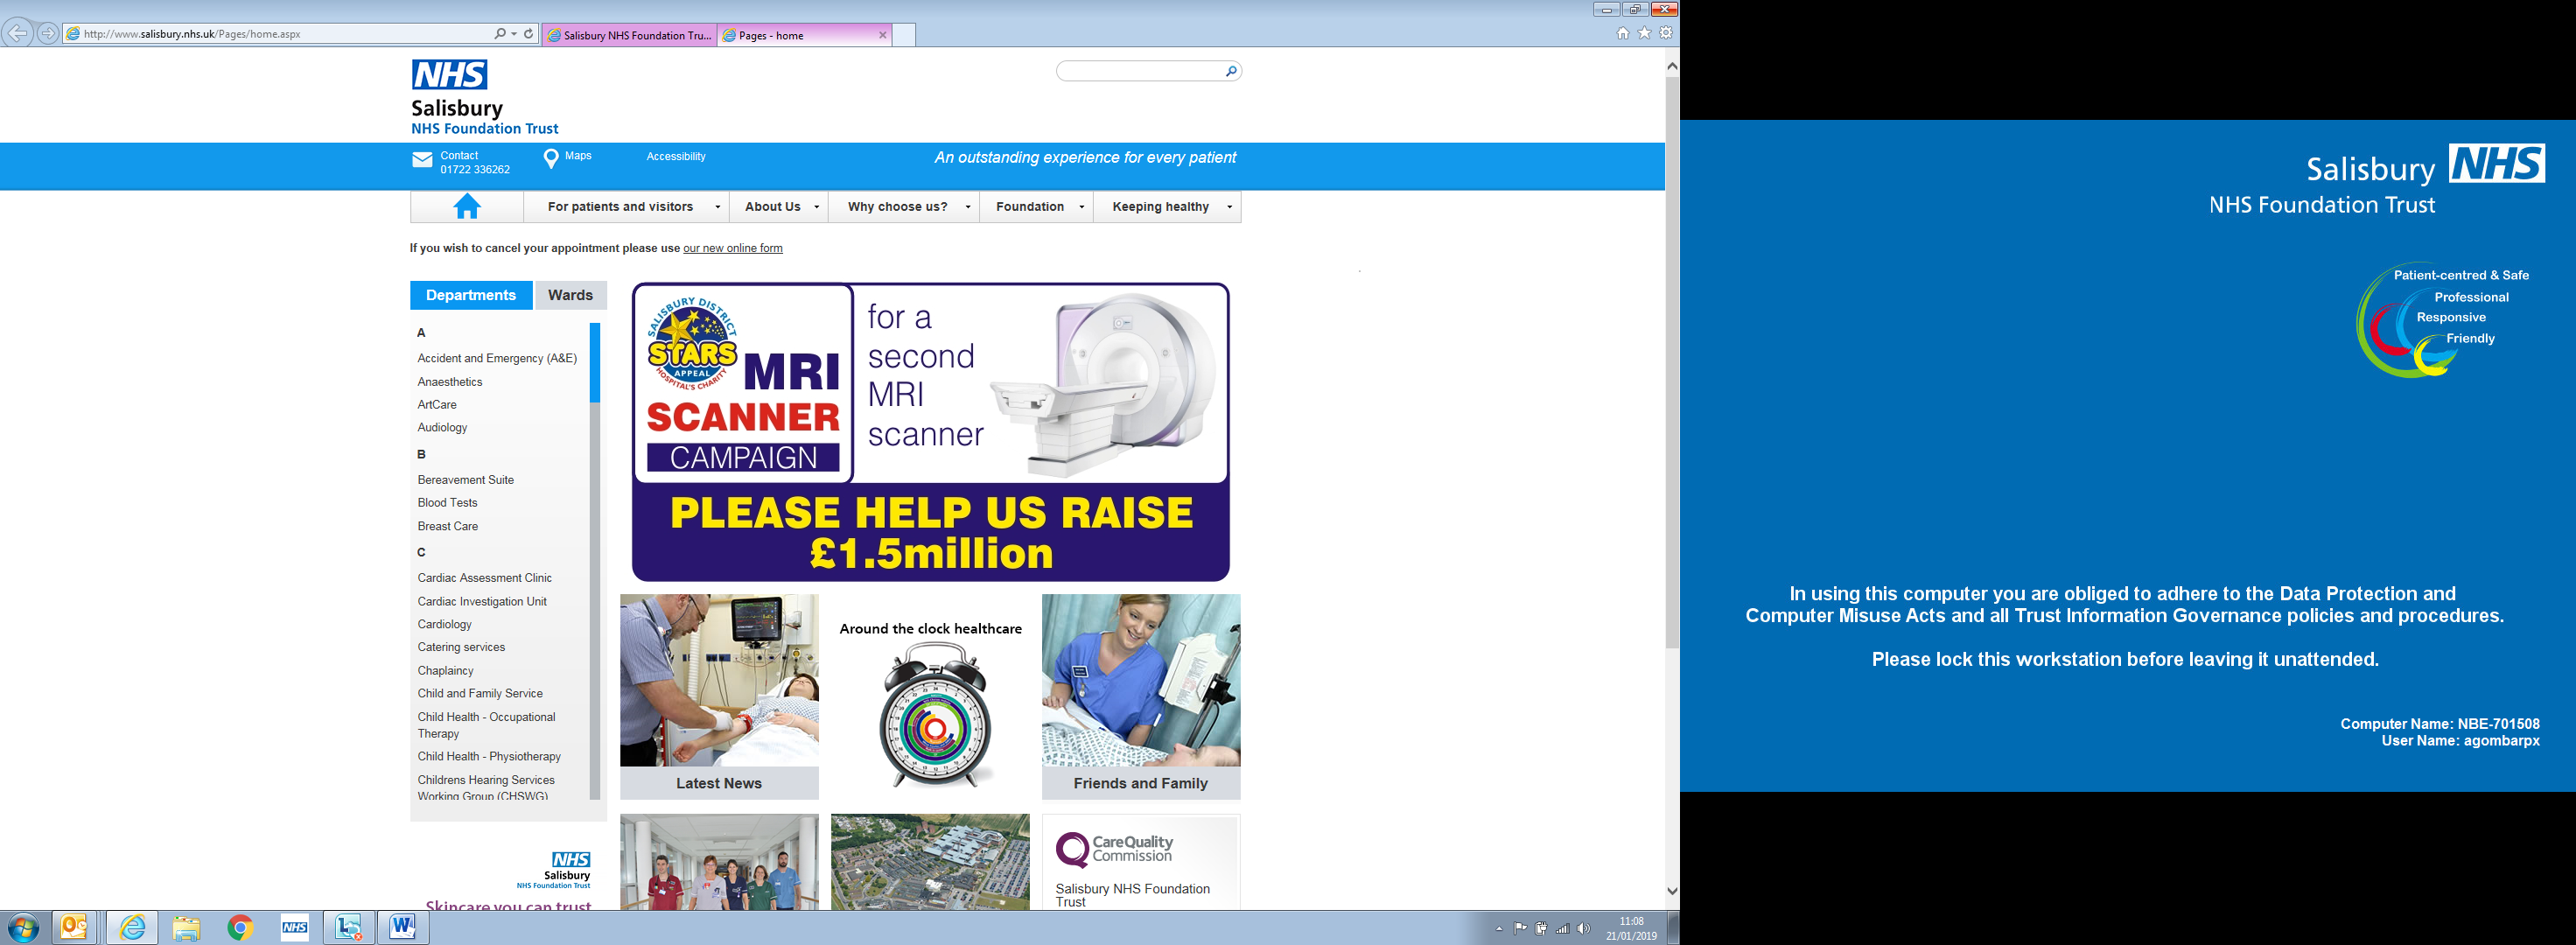 http://www.salisbury.nhs.uk/Pages/home.aspx
Salisbury NHS Foundation Tru...
Pages - home
NHS
Salisbury
NHS Foundation Trust
Contact
01722 336262
Maps
Accessibility
An outstanding experience for every patient
For patients and visitors
About Us
Why choose us?
Foundation
Keeping healthy
If you wish to cancel your appointment please use our new online form
Departments
Wards
A
Accident and Emergency (A&E)
Anaesthetics
ArtCare
Audiology
B
Bereavement Suite
Blood Tests
Breast Care
C
Cardiac Assessment Clinic
Cardiac Investigation Unit
Cardiology
Catering services
Chaplaincy
Child and Family Service
Child Health - Occupational
Therapy
Child Health - Physiotherapy
Childrens Hearing Services
Working Group (CHSWG)
NHS
Salisbury
NHS Foundation Trust
Skincare you can trust
SALISBURY DISTRICT
STARS
APPEAL
HOSPITAL'S CHARITY
MRI
SCANNER
CAMPAIGN
for a
second
MRI
scanner
PLEASE HELP US RAISE
£1.5million
Latest News
Around the clock healthcare
Friends and Family
CareQuality
Commission
Salisbury NHS Foundation
Trust
NHS
11:08
21/01/2019
Salisbury NHS
NHS Foundation Trust
Patient-centred & Safe
Professional
Responsive
Friendly
In using this computer you are obliged to adhere to the Data Protection and
Computer Misuse Acts and all Trust Information Governance policies and procedures.
Please lock this workstation before leaving it unattended.
Computer Name: NBE-701508
User Name: agombarpx